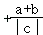 + a+b
| c |